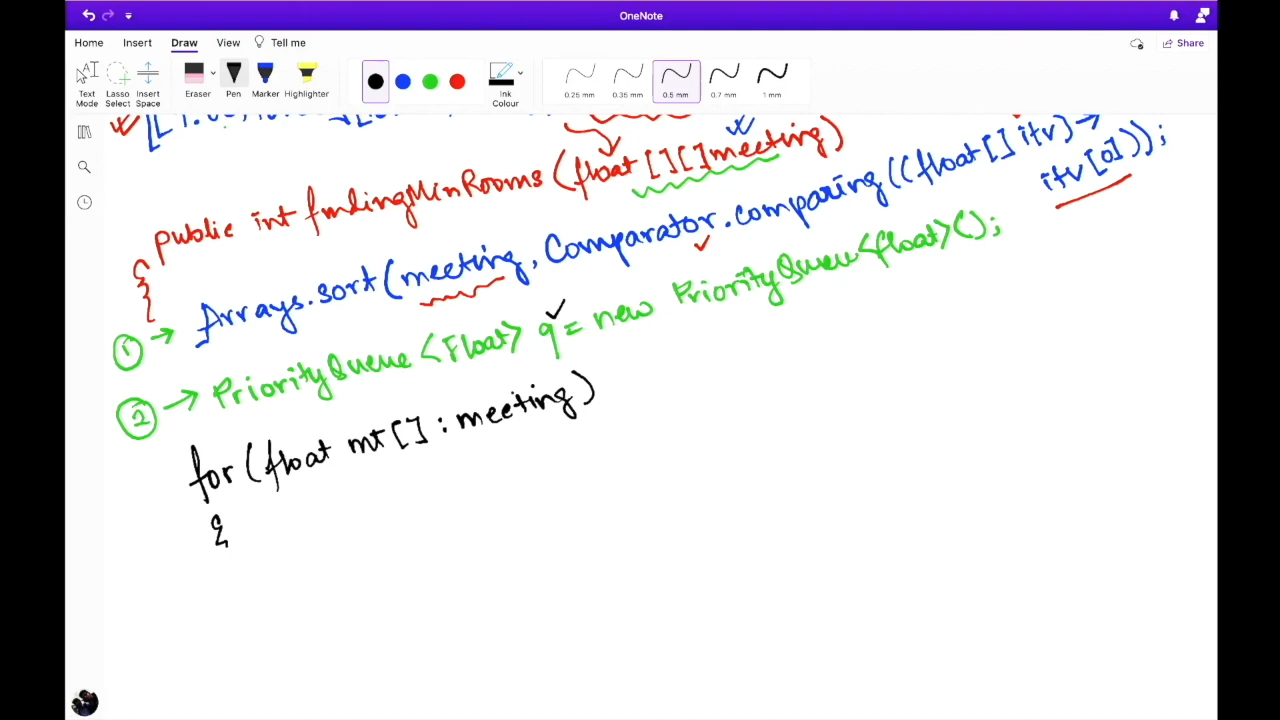 OneNote
Home Insert Draw View Tell me
Share
Text Mode
Lasso Select
Insert Space
Eraser
Pen
Marker
Highlighter
Ink Colour
0.25 mm
0.35 mm
0.5 mm
0.7 mm
1 mm
public int findingMinRooms (float[][] meeting)
{
① → Arrays.sort(meeting, Comparator.comparing((float[] itv) →
itv[0]));
② → PriorityQueue <Float> q = new PriorityQueue <float>();
for (float mt[] : meeting)
{